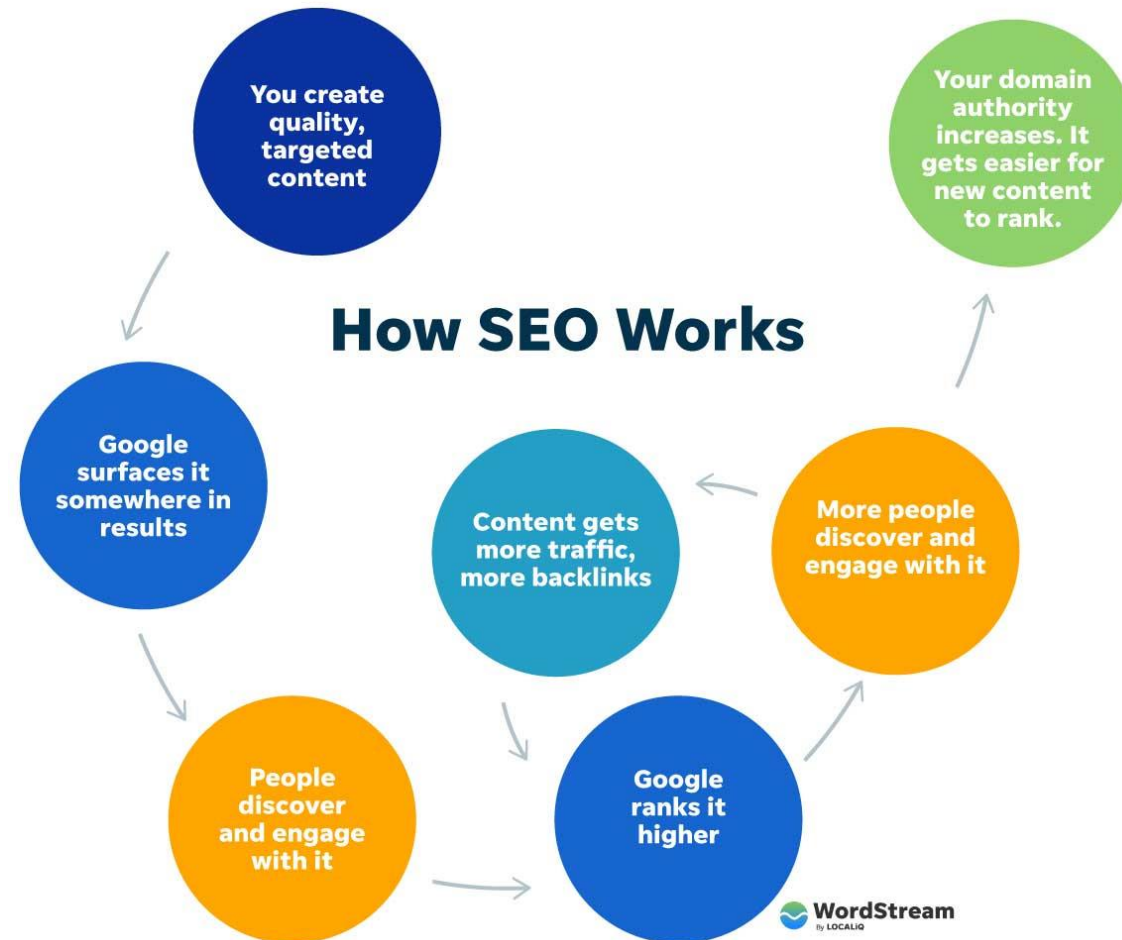 You create
quality,
targeted
content
Your domain
authority
increases. It
gets easier for
new content
to rank.
How SEO Works
Google
surfaces it
somewhere in
results
Content gets
more traffic,
more backlinks
More people
discover and
engage with it
People
discover
and engage
with it
Google
ranks it
higher
WordStream
By LOCALiQ